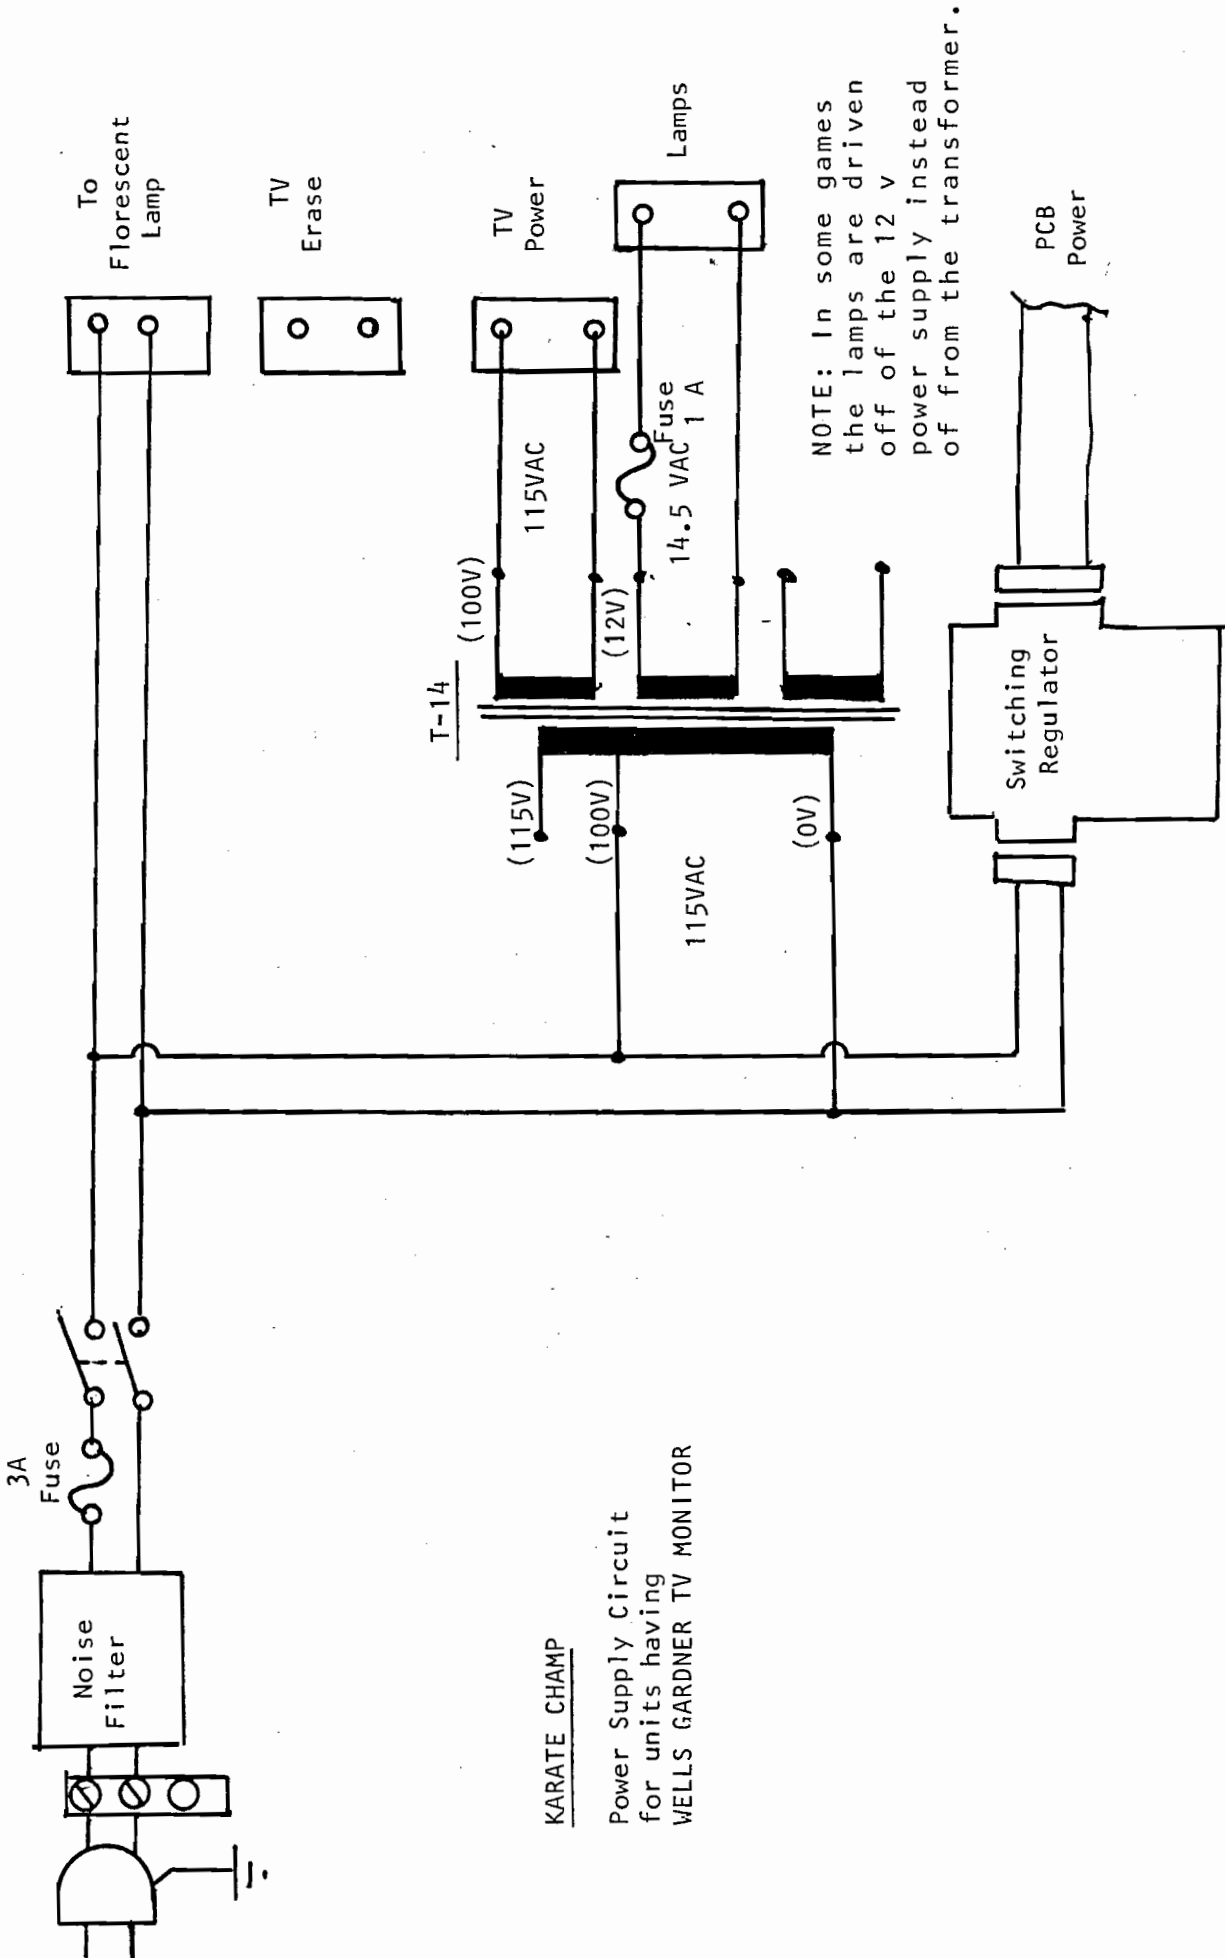 3A
Fuse
Noise
Filter
To
Florescent
Lamp
TV
Erase
TV
Power
Lamps
T-14
(100V)
115VAC
(12V)
Fuse
14.5 VAC 1 A
(115V)
(100V)
115VAC
(0V)
NOTE: In some games
the lamps are driven
off of the 12 v
power supply instead
of from the transformer.
Switching
Regulator
PCB
Power
KARATE CHAMP
Power Supply Circuit
for units having
WELLS GARDNER TV MONITOR